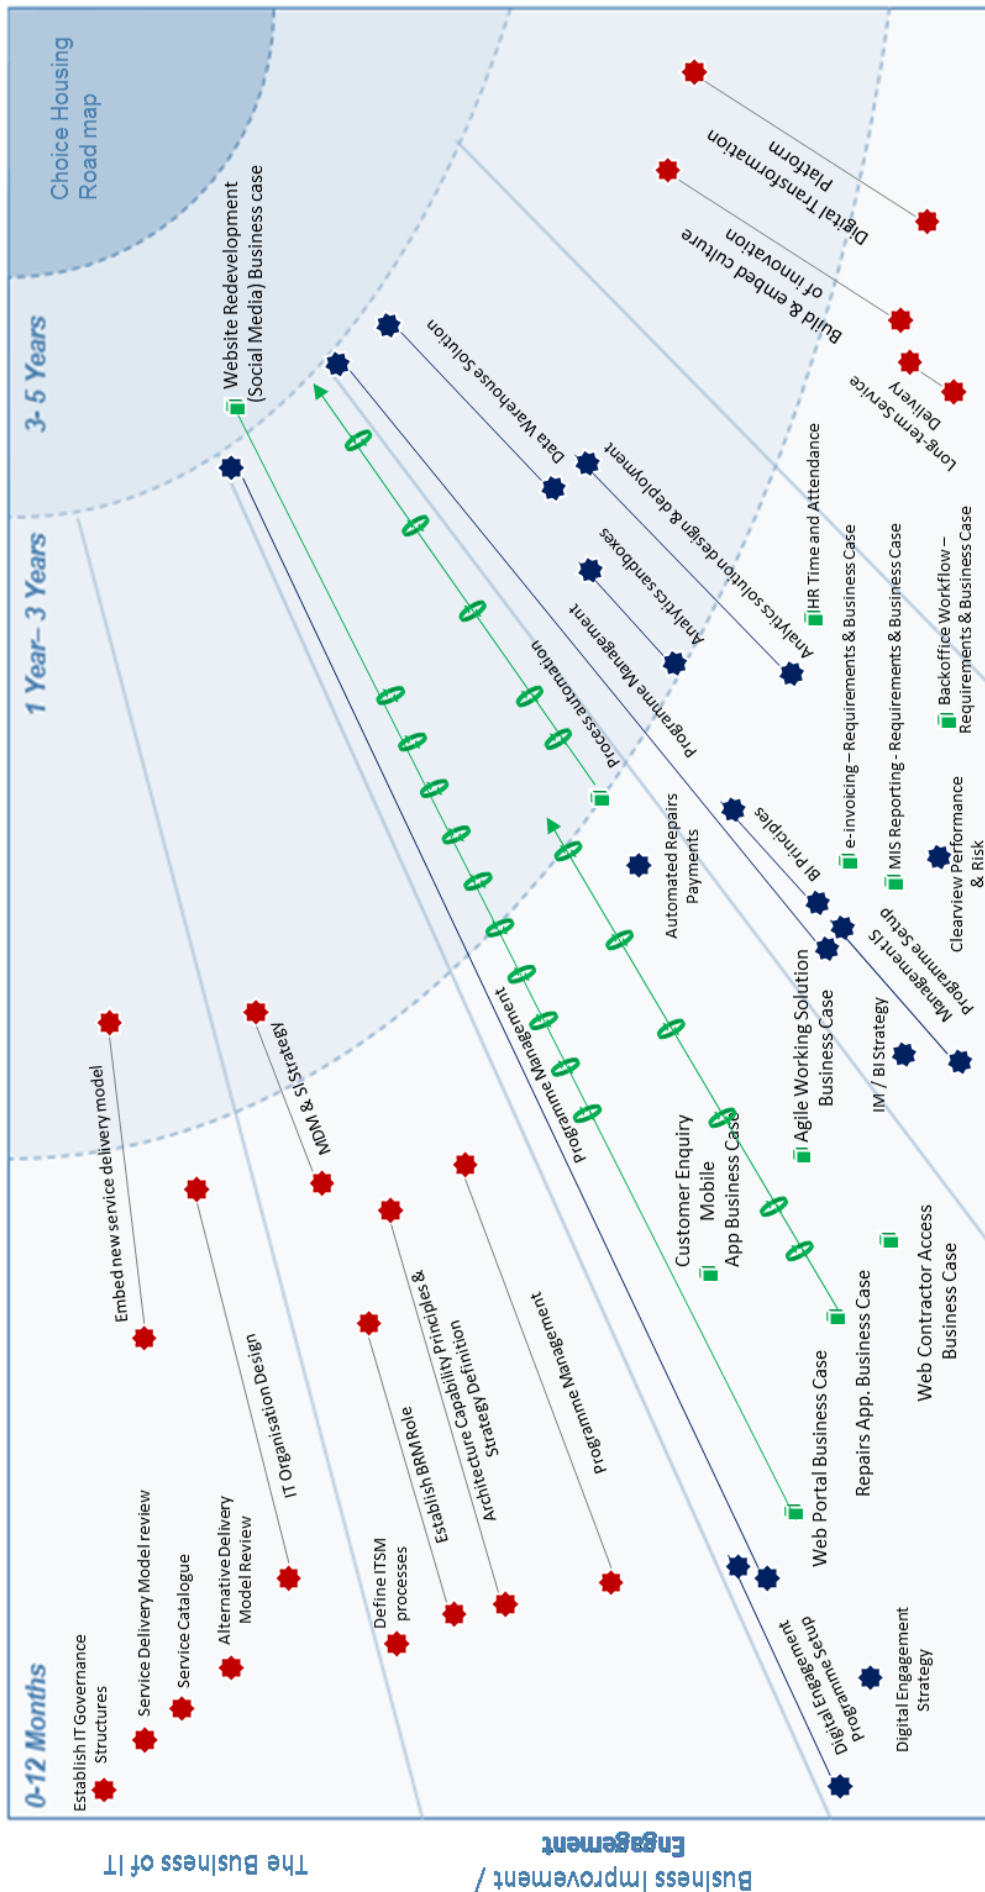 Choice Housing
Road map
0-12 Months
1 Year– 3 Years
3- 5 Years
The Business of IT
Business Improvement /
Engagement
Establish IT Governance
Structures
Service Delivery Model review
Service Catalogue
Alternative Delivery
Model Review
IT Organisation Design
Embed new service delivery model
Define ITSM
processes
Establish BRM Role
Architecture Capability Principles &
Strategy Definition
MDM & SI Strategy
Programme Management
Digital Engagement
Programme Setup
Digital Engagement
Strategy
Programme Management
Website Redevelopment
(Social Media) Business case
Web Portal Business Case
Repairs App. Business Case
Web Contractor Access
Business Case
Customer Enquiry
Mobile
App Business Case
Agile Working Solution
Business Case
Automated Repairs
Payments
Process automation
Programme Management
IM / BI Strategy
Management IS
Programme Setup
BI Principles
Analytics sandboxes
Analytics solution design & deployment
Data Warehouse Solution
Clearview Performance
& Risk
MIS Reporting - Requirements & Business Case
e-invoicing – Requirements & Business Case
HR Time and Attendance
Backoffice Workflow –
Requirements & Business Case
Long-term Service
Delivery
Build & embed culture
of innovation
Digital Transformation
Platform